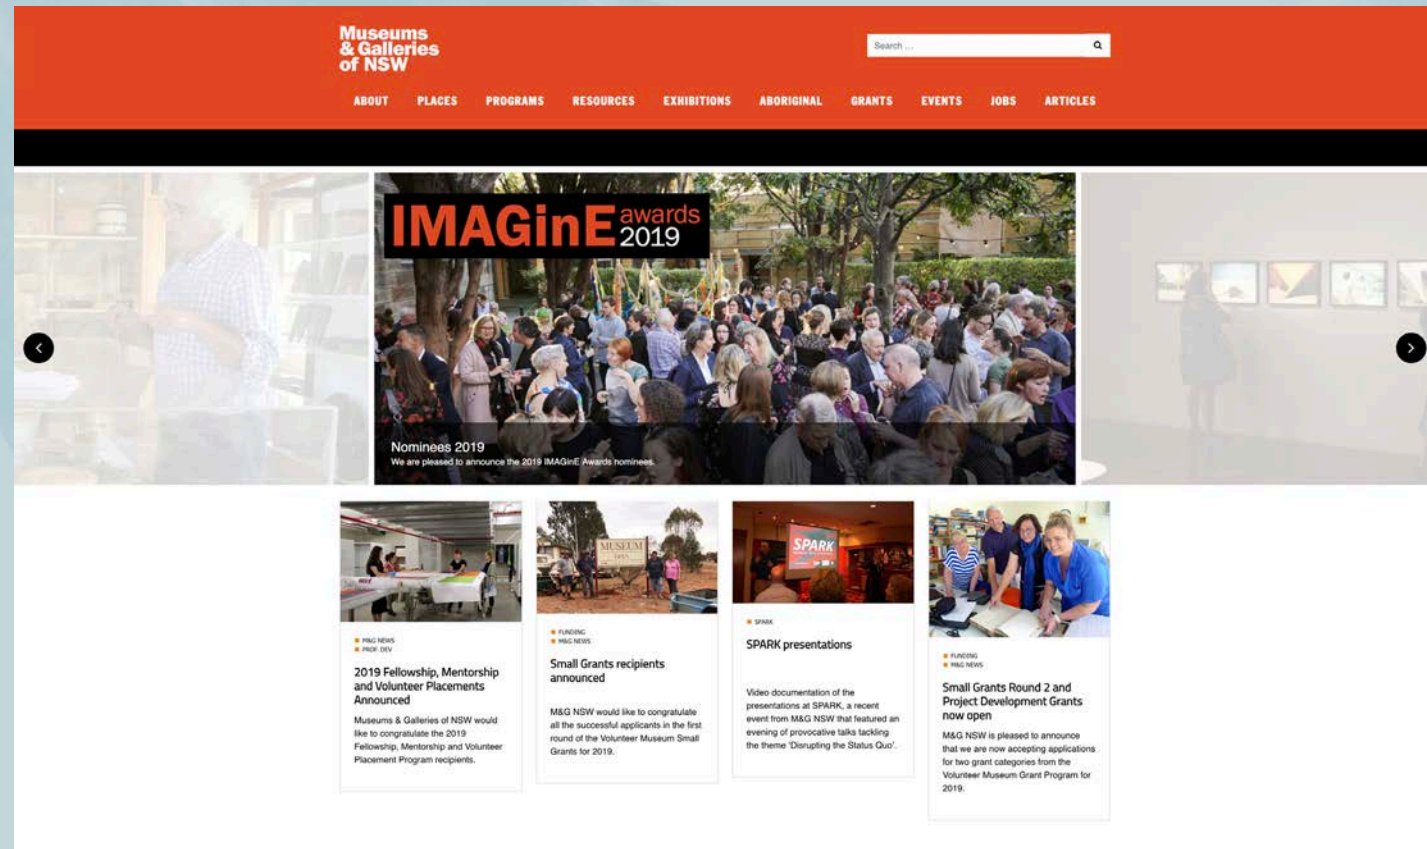 Museums
& Galleries
of NSW
Search ...
ABOUT PLACES PROGRAMS RESOURCES EXHIBITIONS ABORIGINAL GRANTS EVENTS JOBS ARTICLES
IMAGinE awards
2019
Nominees 2019
We are pleased to announce the 2019 IMAGinE Awards nominees.
M&G NEWS
PROF. DEV
2019 Fellowship, Mentorship
and Volunteer Placements
Announced
Museums & Galleries of NSW would
like to congratulate the 2019
Fellowship, Mentorship and Volunteer
Placement Program recipients.
MUSEUM
OPEN
FUNDING
M&G NEWS
Small Grants recipients
announced
M&G NSW would like to congratulate
all the successful applicants in the first
round of the Volunteer Museum Small
Grants for 2019.
SPARK
SPARK
SPARK presentations
Video documentation of the
presentations at SPARK, a recent
event from M&G NSW that featured an
evening of provocative talks tackling
the theme 'Disrupting the Status Quo'.
FUNDING
M&G NEWS
Small Grants Round 2 and
Project Development Grants
now open
M&G NSW is pleased to announce
that we are now accepting applications
for two grant categories from the
Volunteer Museum Grant Program for
2019.